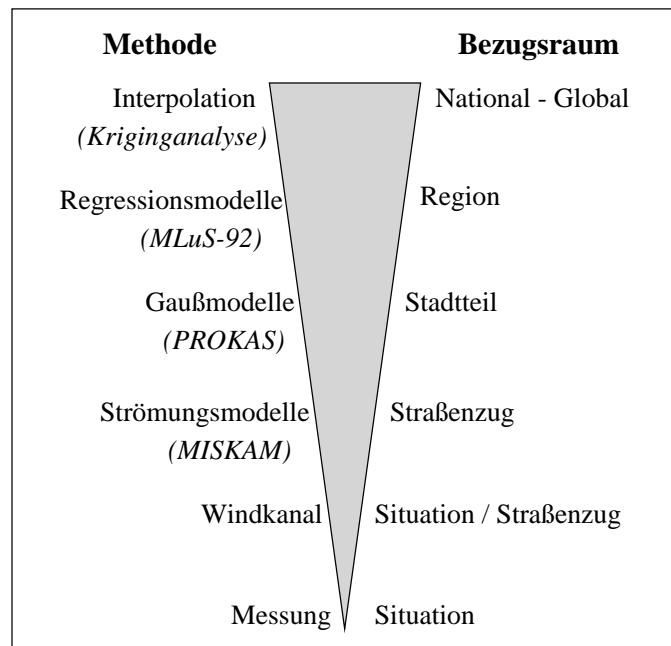 Methode Bezugsraum
Interpolation National - Global
(Kriginganalyse)
Regressionsmodelle Region
(MLuS-92)
Gaußmodelle Stadtteil
(PROKAS)
Strömungsmodelle Straßenzug
(MISKAM)
Windkanal Situation / Straßenzug
Messung Situation